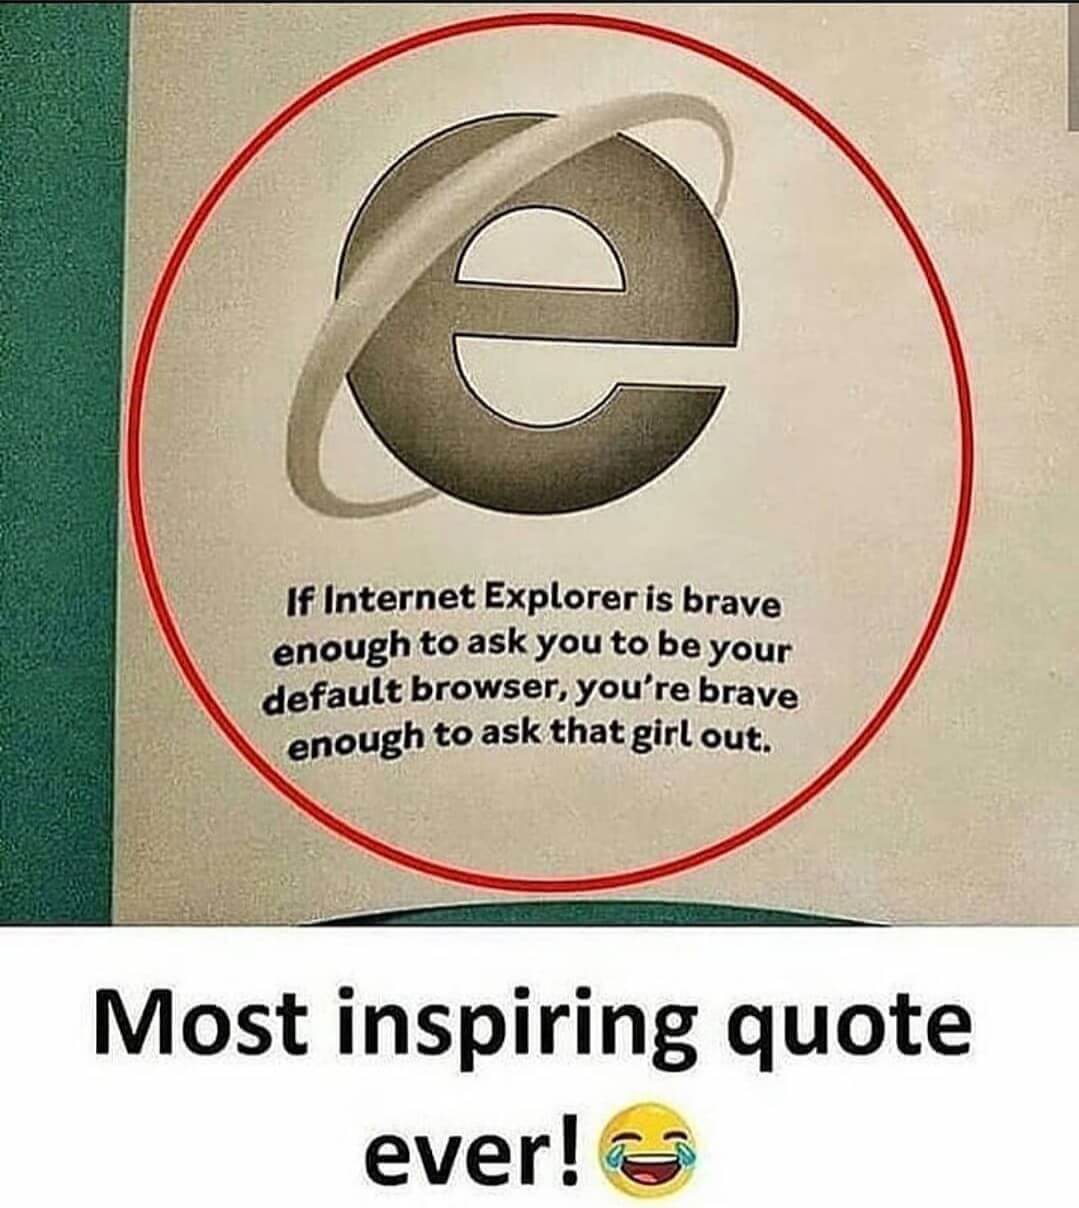 If Internet Explorer is brave
enough to ask you to be your
default browser, you're brave
enough to ask that girl out.
Most inspiring quote
ever!😂